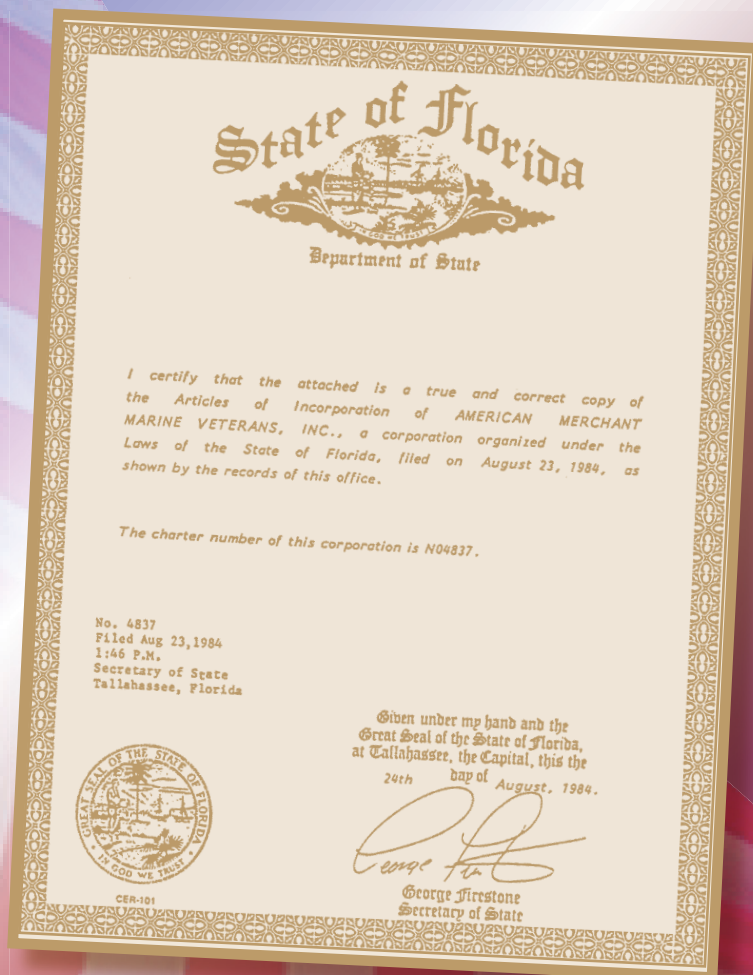 State of Florida
IN GOD WE TRUST
Department of State
I certify that the attached is a true and correct copy of
the Articles of Incorporation of AMERICAN MERCHANT
MARINE VETERANS, INC., a corporation organized under the
Laws of the State of Florida, filed on August 23, 1984, as
shown by the records of this office.
The charter number of this corporation is N04837.
No. 4837
Filed Aug 23,1984
1:46 P.M.
Secretary of State
Tallahassee, Florida
Given under my hand and the
Great Seal of the State of Florida,
at Tallahassee, the Capital, this the
24th day of August, 1984.
GREAT SEAL OF THE STATE OF FLORIDA
IN GOD WE TRUST
CER-101
George Firestone
Secretary of State